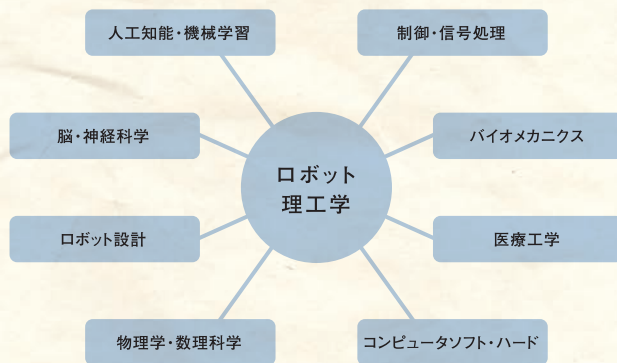 人工知能・機械学習
制御・信号処理
脳・神経科学
バイオメカニクス
ロボット
理工学
ロボット設計
医療工学
物理学・数理科学
コンピュータソフト・ハード